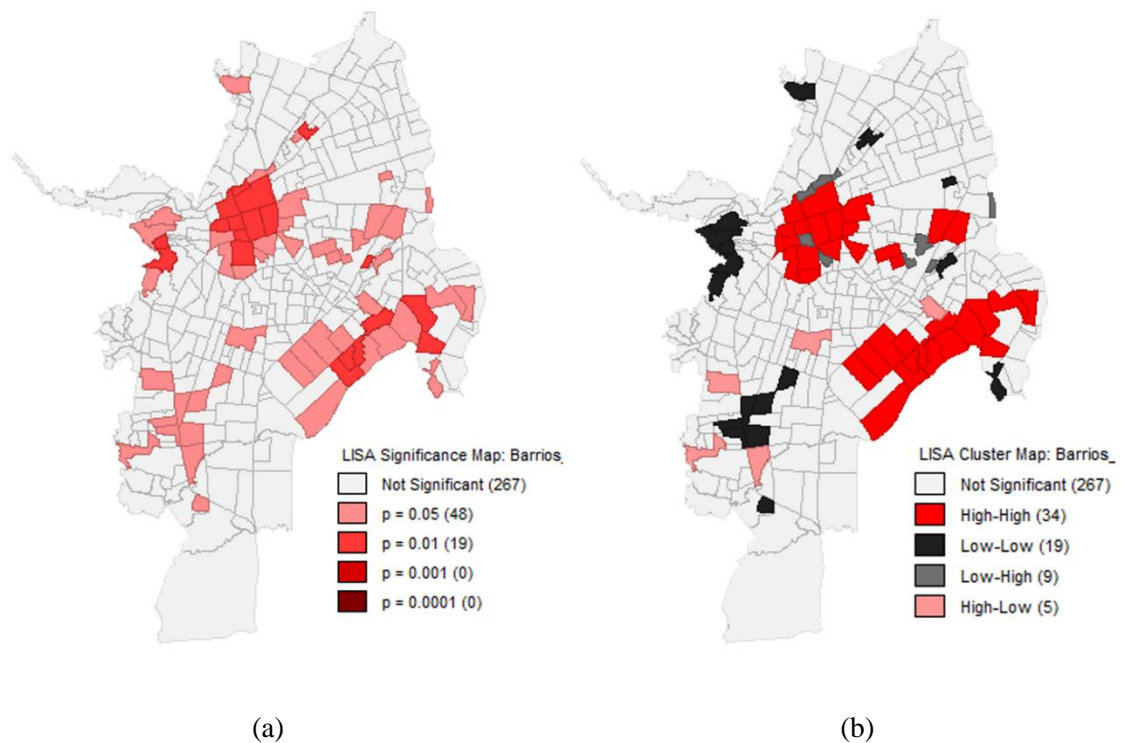 LISA Significance Map: Barrios_
Not Significant (267)
p = 0.05 (48)
p = 0.01 (19)
p = 0.001 (0)
p = 0.0001 (0)
LISA Cluster Map: Barrios_
Not Significant (267)
High-High (34)
Low-Low (19)
Low-High (9)
High-Low (5)
(a)
(b)